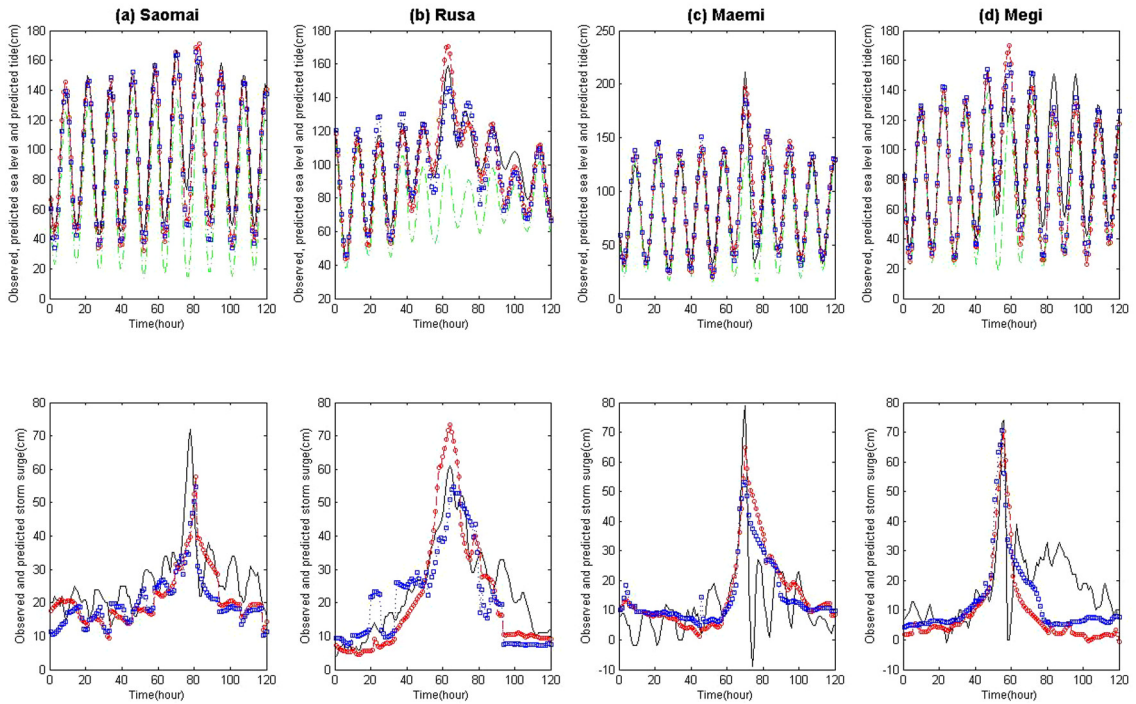 (a) Saomai
(b) Rusa
(c) Maemi
(d) Megi
Observed, predicted sea level and predicted tide(cm)
180
160
140
120
100
80
60
40
20
0
0 20 40 60 80 100 120
Time(hour)
Observed, predicted sea level and predicted tide(cm)
180
160
140
120
100
80
60
40
20
0 20 40 60 80 100 120
Time(hour)
Observed, predicted sea level and predicted tide(cm)
250
200
150
100
50
0
0 20 40 60 80 100 120
Time(hour)
Observed, predicted sea level and predicted tide(cm)
180
160
140
120
100
80
60
40
20
0
0 20 40 60 80 100 120
Time(hour)
Observed and predicted storm surge(cm)
80
70
60
50
40
30
20
10
0
0 20 40 60 80 100 120
Time(hour)
Observed and predicted storm surge(cm)
80
70
60
50
40
30
20
10
0
0 20 40 60 80 100 120
Time(hour)
Observed and predicted storm surge(cm)
80
70
60
50
40
30
20
10
0
-10
0 20 40 60 80 100 120
Time(hour)
Observed and predicted storm surge(cm)
80
70
60
50
40
30
20
10
0
-10
0 20 40 60 80 100 120
Time(hour)